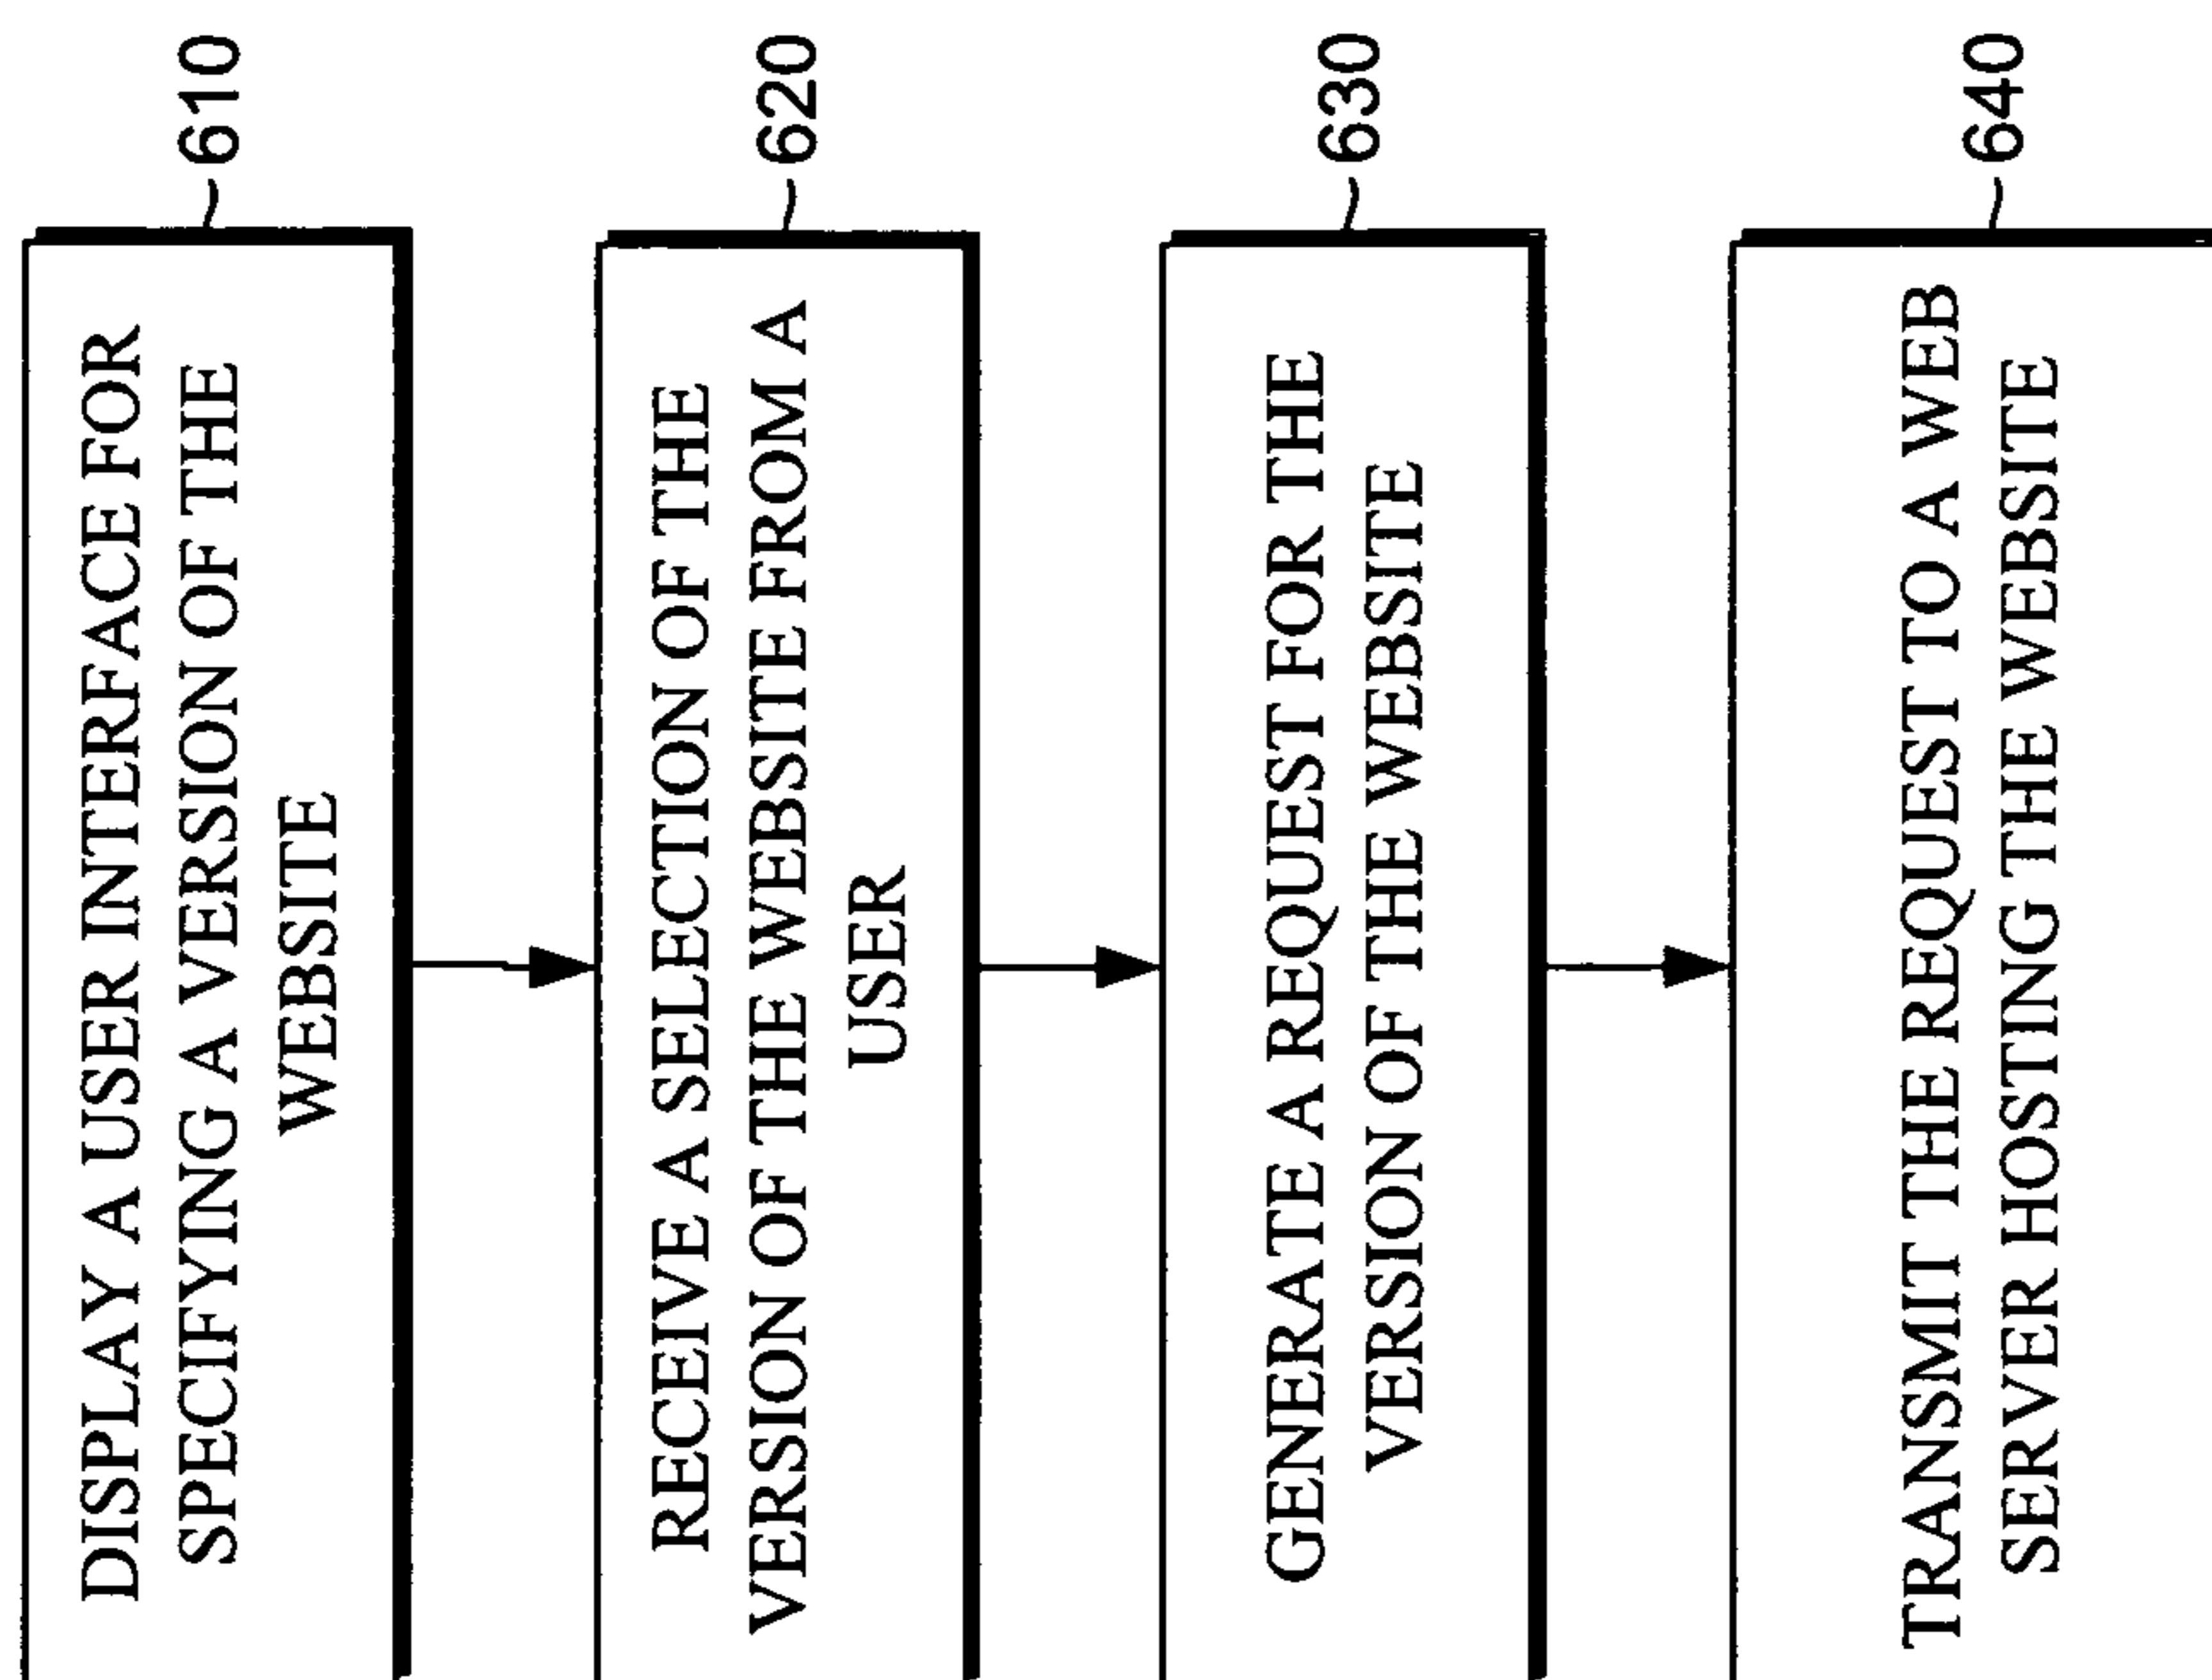 DISPLAY A USER INTERFACE FOR
SPECIFYING A VERSION OF THE
WEBSITE
610
RECEIVE A SELECTION OF THE
VERSION OF THE WEBSITE FROM A
USER
620
GENERATE A REQUEST FOR THE
VERSION OF THE WEBSITE
630
TRANSMIT THE REQUEST TO A WEB
SERVER HOSTING THE WEBSITE
640